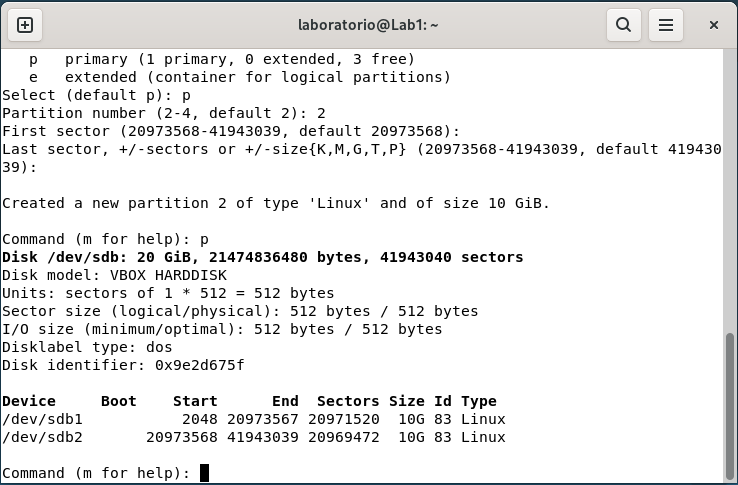 laboratorio@Lab1: ~
   p   primary (1 primary, 0 extended, 3 free)
   e   extended (container for logical partitions)
Select (default p): p
Partition number (2-4, default 2): 2
First sector (20973568-41943039, default 20973568):
Last sector, +/-sectors or +/-size{K,M,G,T,P} (20973568-41943039, default 419430
39):

Created a new partition 2 of type 'Linux' and of size 10 GiB.

Command (m for help): p
Disk /dev/sdb: 20 GiB, 21474836480 bytes, 41943040 sectors
Disk model: VBOX HARDDISK
Units: sectors of 1 * 512 = 512 bytes
Sector size (logical/physical): 512 bytes / 512 bytes
I/O size (minimum/optimal): 512 bytes / 512 bytes
Disklabel type: dos
Disk identifier: 0x9e2d675f

Device     Boot    Start      End  Sectors Size Id Type
/dev/sdb1           2048 20973567 20971520  10G 83 Linux
/dev/sdb2       20973568 41943039 20969472  10G 83 Linux

Command (m for help):